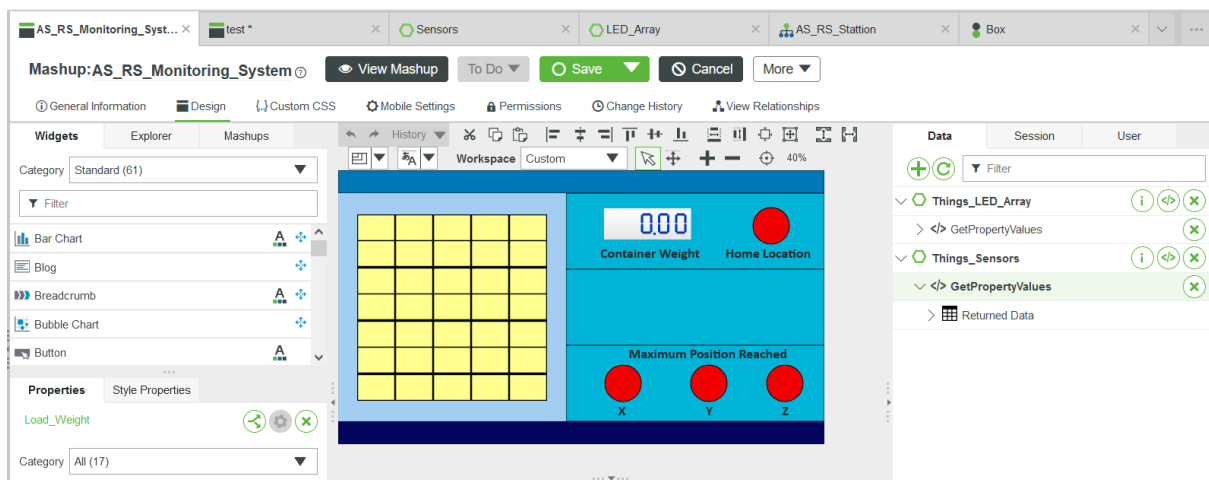 AS_RS_Monitoring_Syst...
test *
Sensors
LED_Array
AS_RS_Stattion
Box
Mashup:AS_RS_Monitoring_System
View Mashup
To Do
Save
Cancel
More
General Information
Design
Custom CSS
Mobile Settings
Permissions
Change History
View Relationships
Widgets Explorer Mashups
History
Data Session User
Category Standard (61)
Workspace Custom
40%
Filter
Filter
Things_LED_Array
GetPropertyValues
Things_Sensors
GetPropertyValues
Returned Data
Bar Chart
Blog
Breadcrumb
Bubble Chart
Button
0.00
Container Weight Home Location
Maximum Position Reached
X Y Z
Properties Style Properties
Load_Weight
Category All (17)